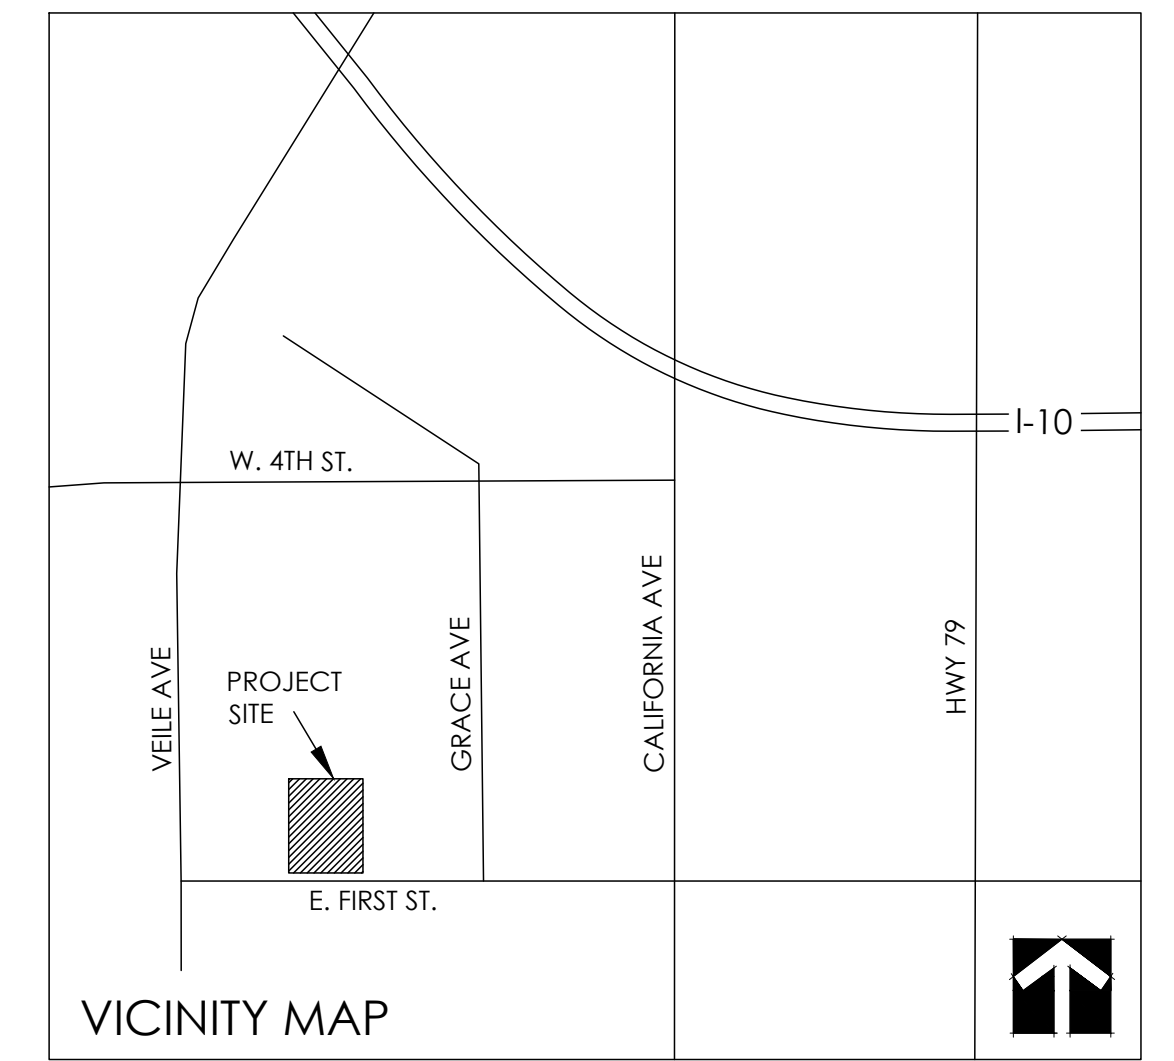 I-10
W. 4TH ST.
VEILE AVE
GRACE AVE
CALIFORNIA AVE
HWY 79
PROJECT
SITE
E. FIRST ST.
VICINITY MAP